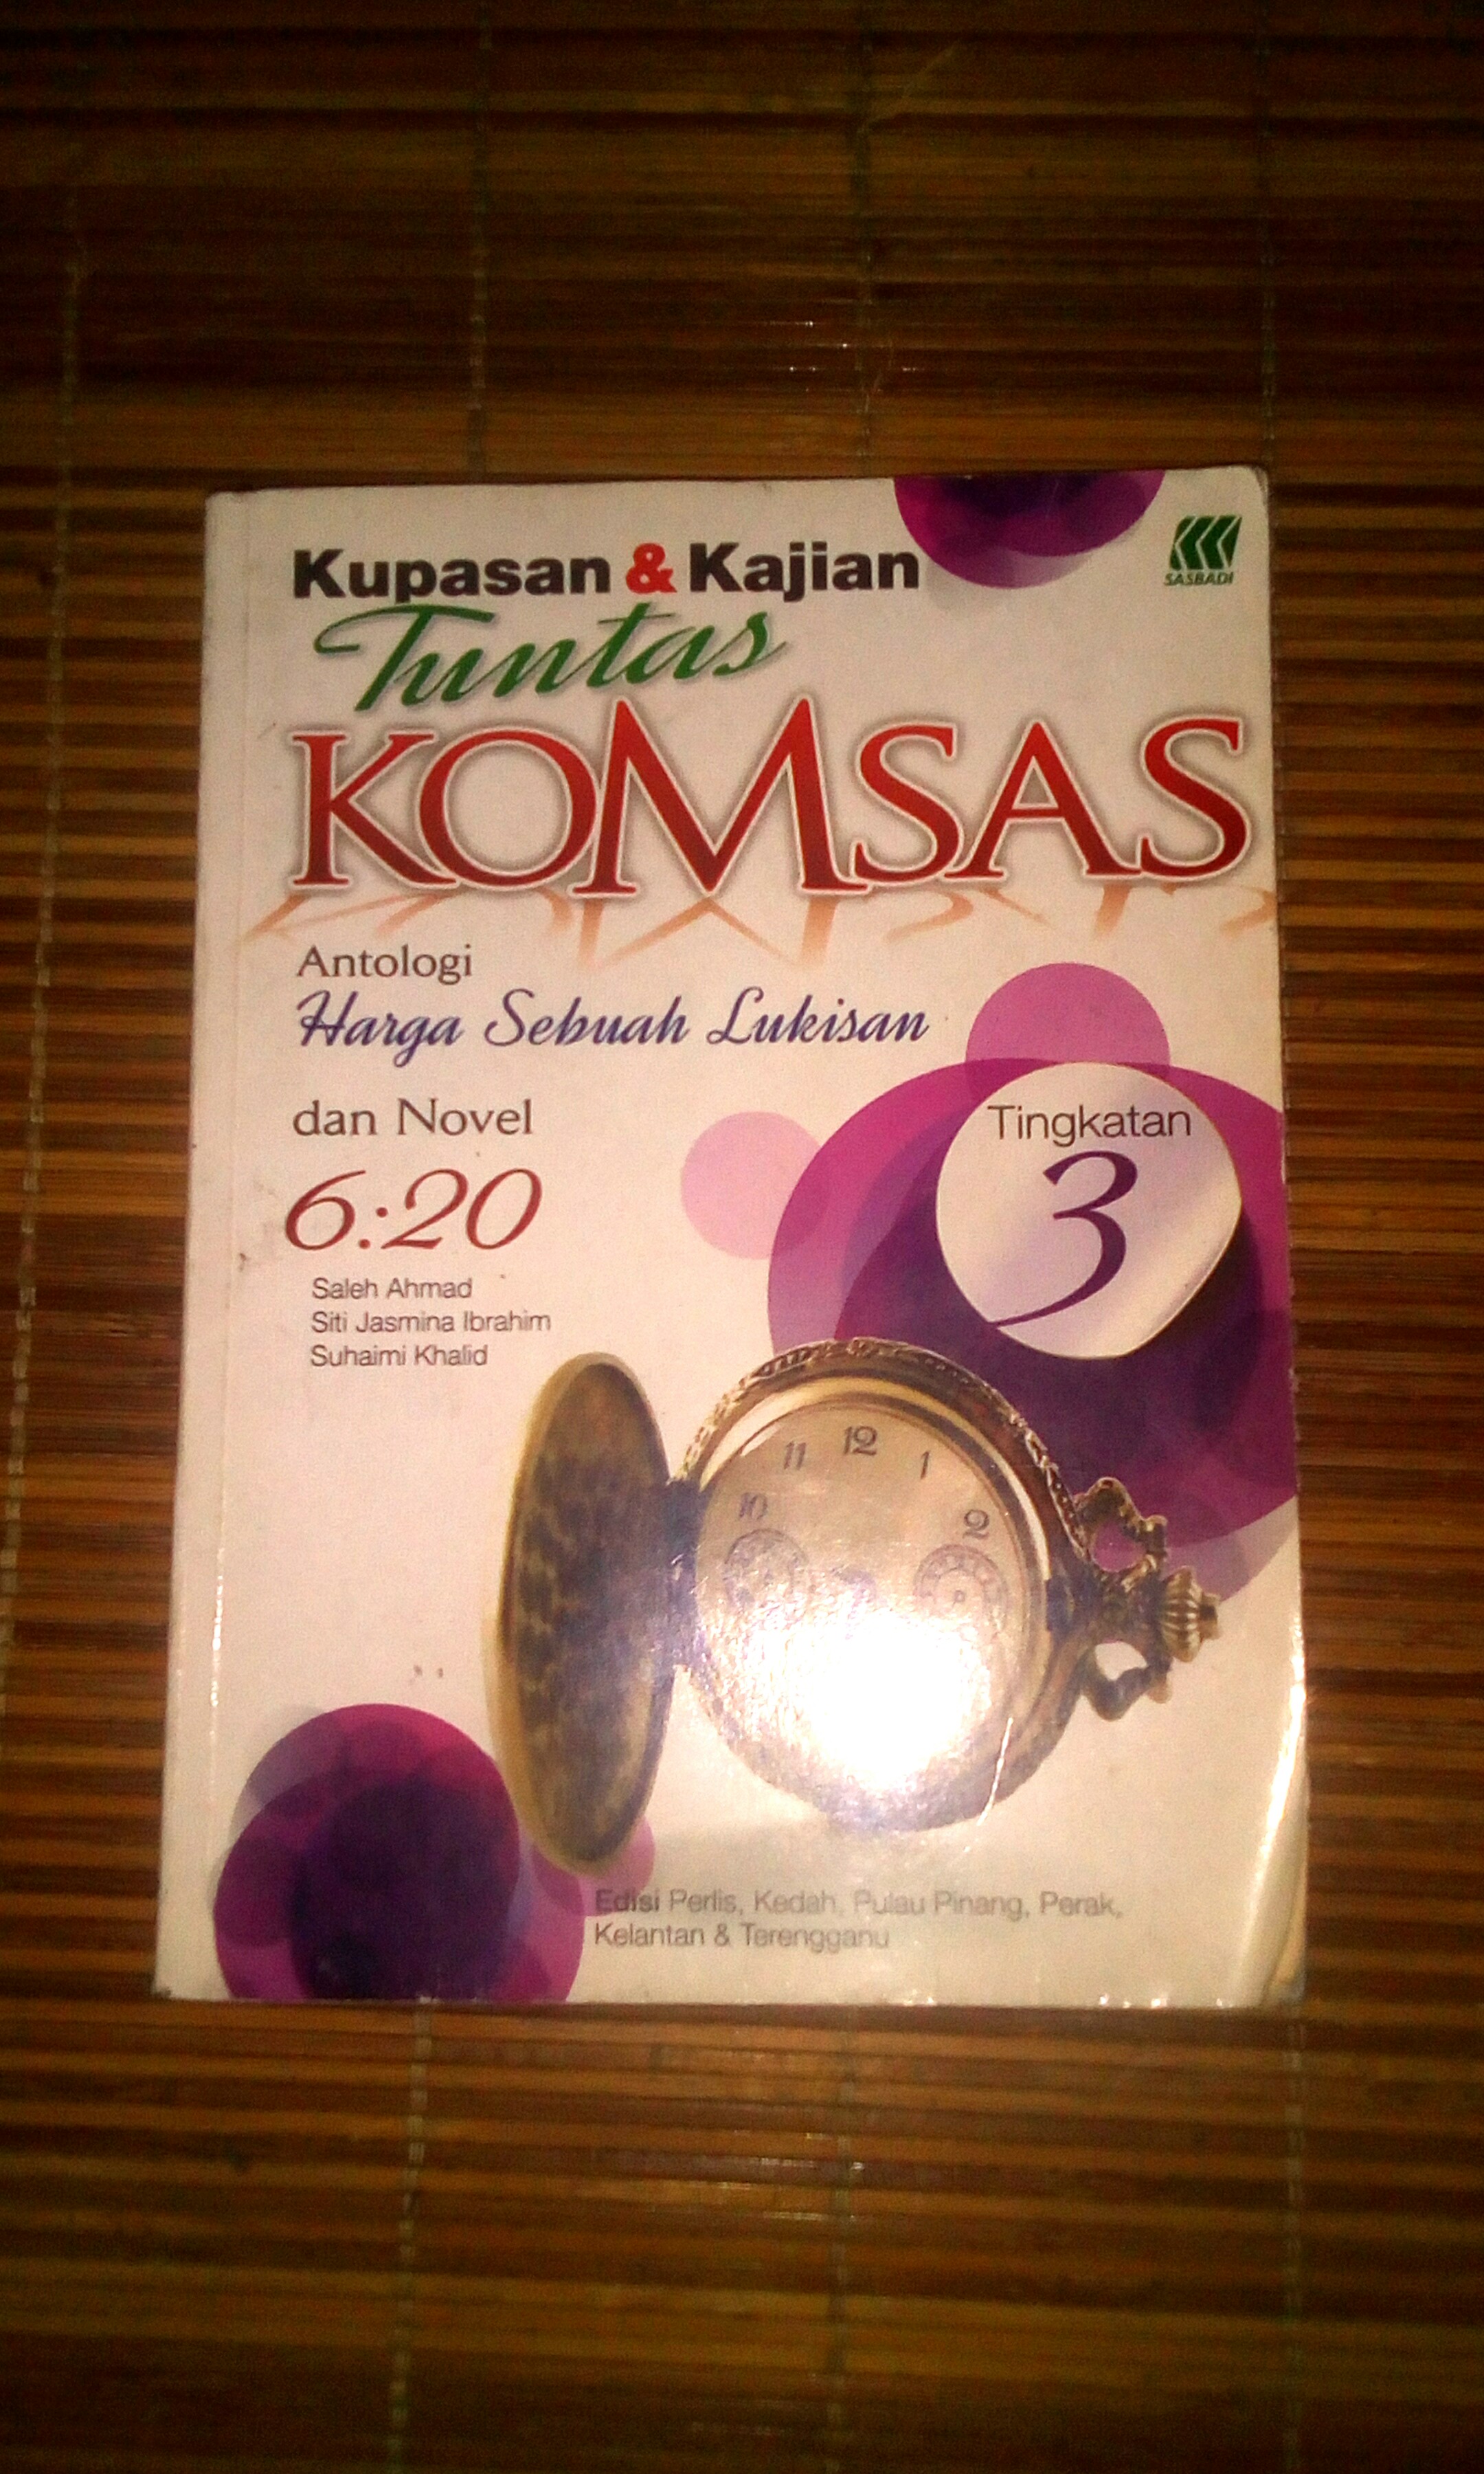 Kupasan & Kajian
SASBADI
Tuntas
KOMSAS
Antologi
Harga Sebuah Lukisan
dan Novel
6:20
Tingkatan
3
Saleh Ahmad
Siti Jasmina Ibrahim
Suhaimi Khalid
11 12 1
10 2
Edisi Perlis, Kedah, Pulau Pinang, Perak,
Kelantan & Terengganu